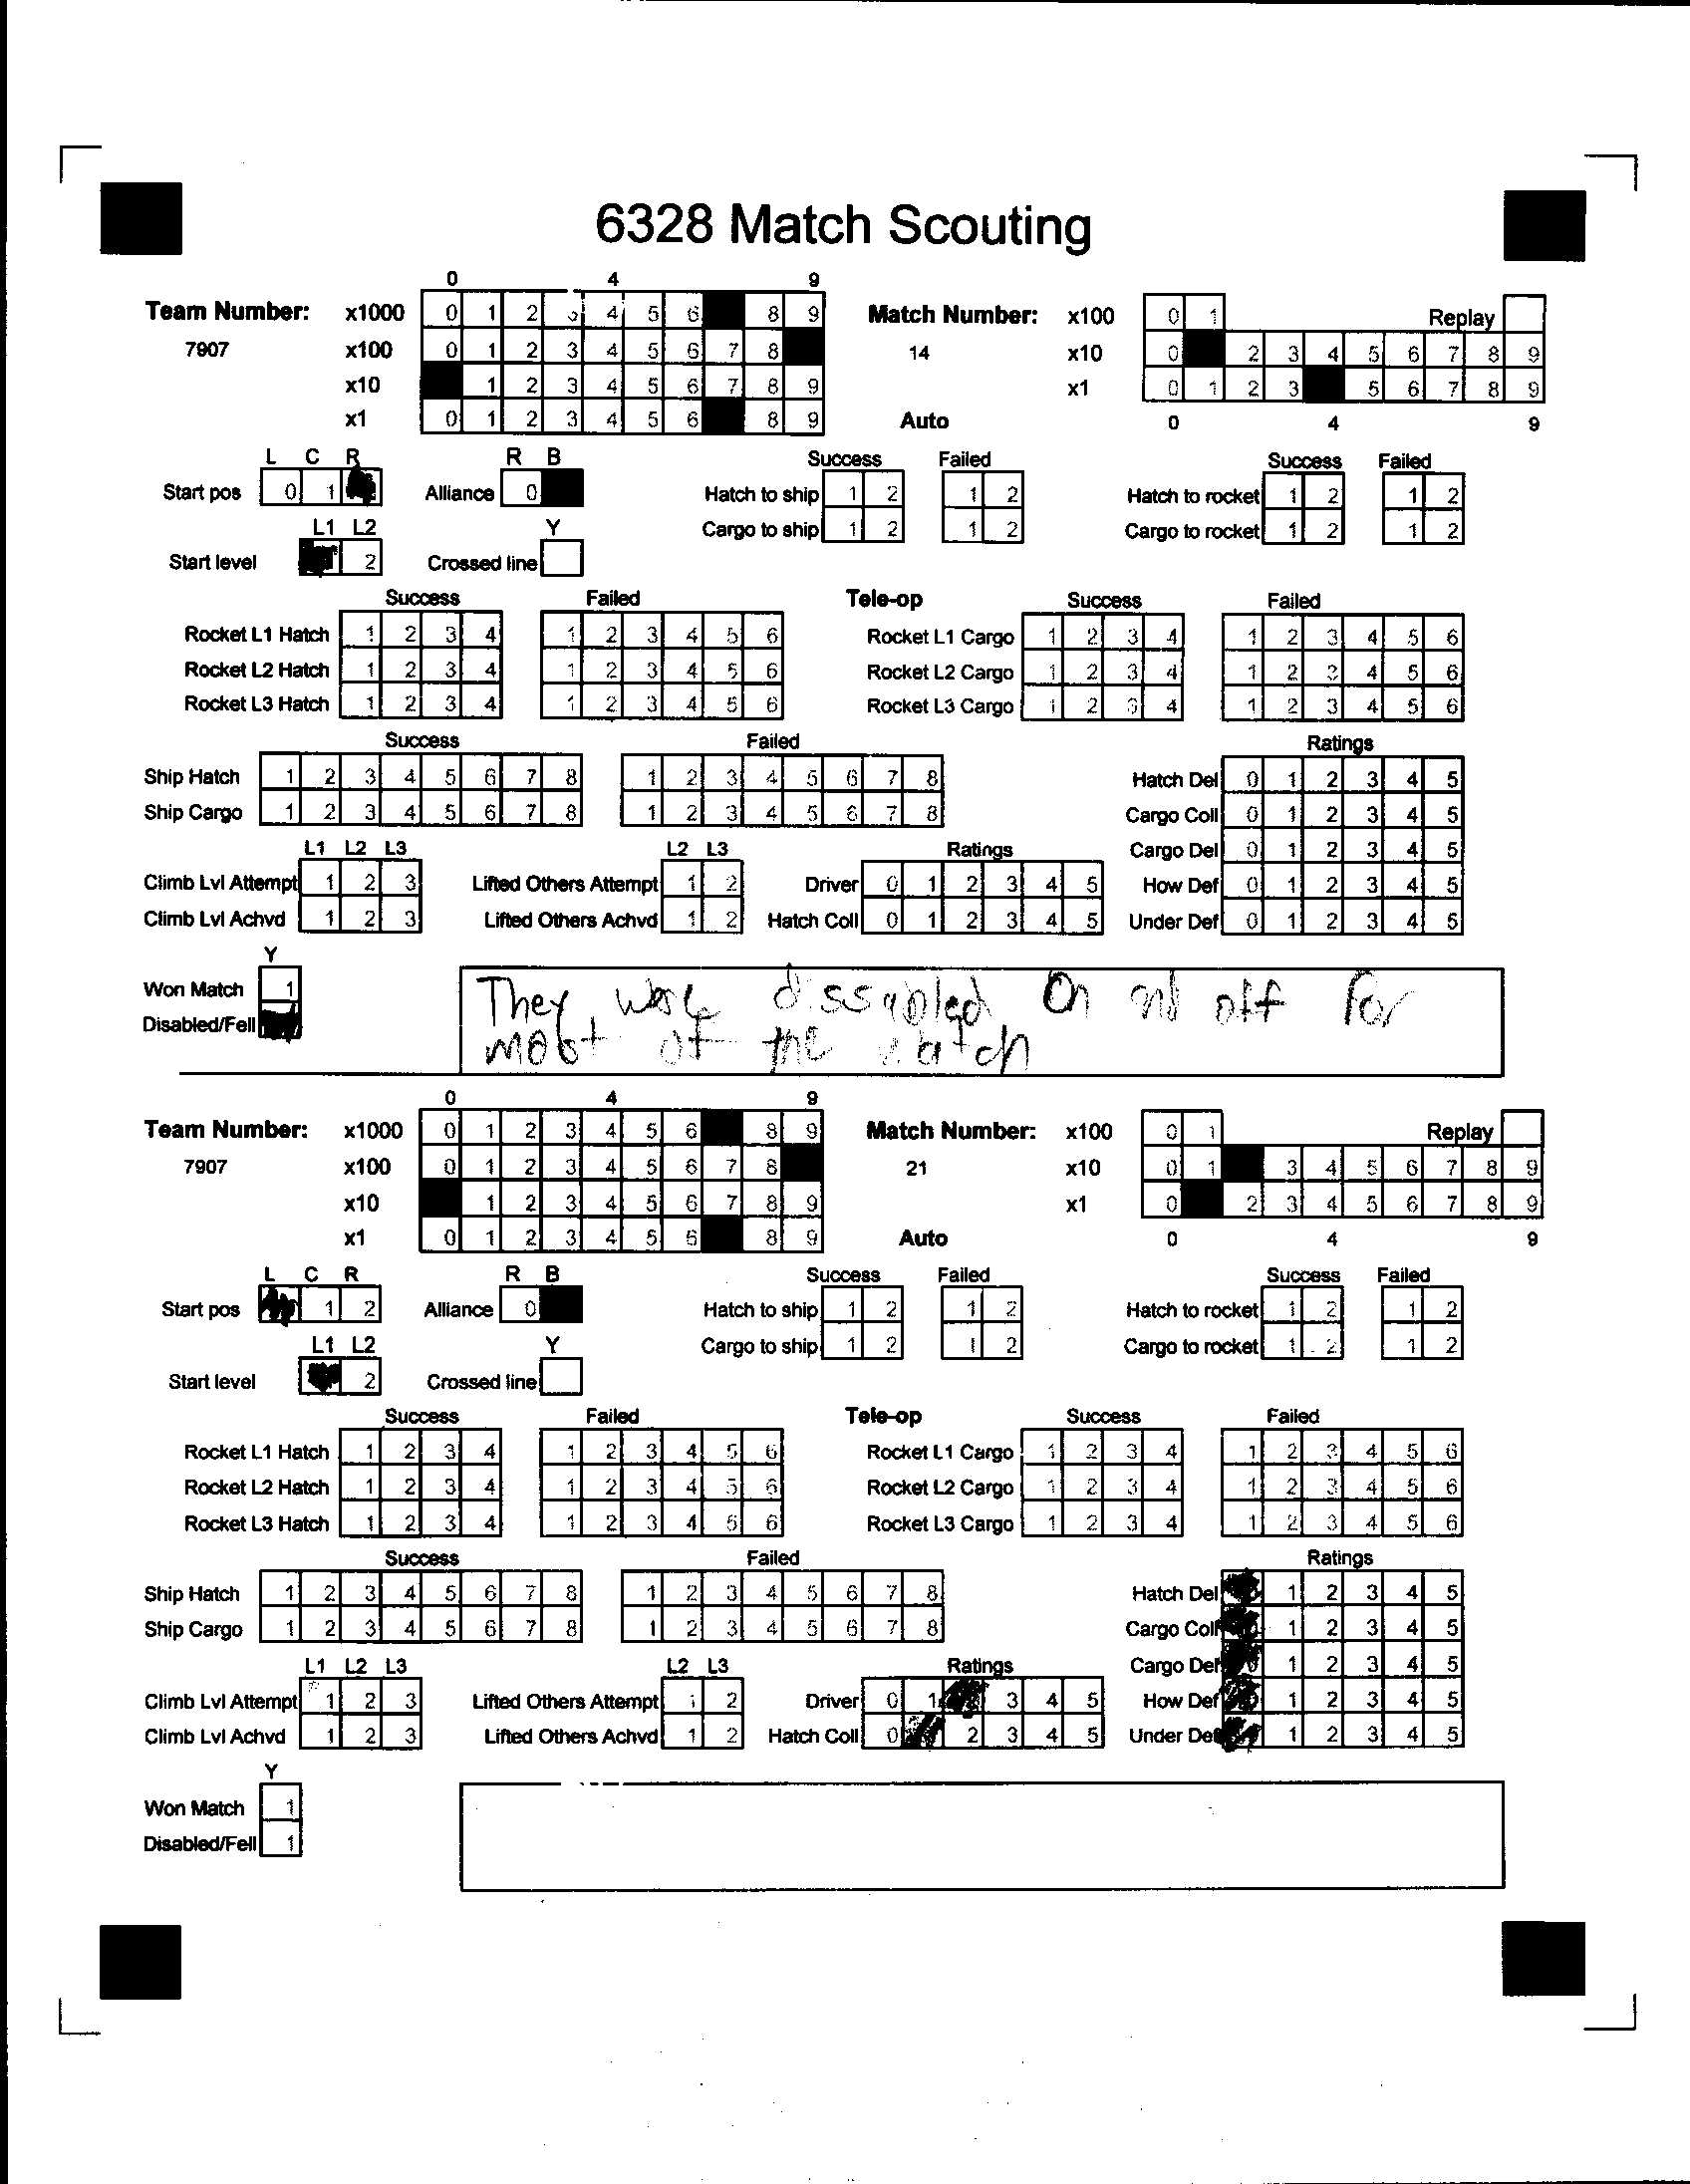 6328 Match Scouting
0 4 9
Team Number: x1000 0 1 2 3 4 5 6 8 9 Match Number: x100 0 1 Replay
7907 x100 0 1 2 3 4 5 6 7 8 14 x10 0 2 3 4 5 6 7 8 9
x10 1 2 3 4 5 6 7 8 9 x1 0 1 2 3 5 6 7 8 9
x1 0 1 2 3 4 5 6 8 9 Auto 0 4 9
L C R R B Success Failed Success Failed
Start pos 0 1 Alliance 0 Hatch to ship 1 2 1 2 Hatch to rocket 1 2 1 2
L1 L2 Y Cargo to ship 1 2 1 2 Cargo to rocket 1 2 1 2
Start level 2 Crossed line
Success Failed Tele-op Success Failed
Rocket L1 Hatch 1 2 3 4 1 2 3 4 5 6 Rocket L1 Cargo 1 2 3 4 1 2 3 4 5 6
Rocket L2 Hatch 1 2 3 4 1 2 3 4 5 6 Rocket L2 Cargo 1 2 3 4 1 2 3 4 5 6
Rocket L3 Hatch 1 2 3 4 1 2 3 4 5 6 Rocket L3 Cargo 1 2 3 4 1 2 3 4 5 6
Success Failed Ratings
Ship Hatch 1 2 3 4 5 6 7 8 1 2 3 4 5 6 7 8 Hatch Del 0 1 2 3 4 5
Ship Cargo 1 2 3 4 5 6 7 8 1 2 3 4 5 6 7 8 Cargo Coll 0 1 2 3 4 5
L1 L2 L3 L2 L3 Ratings Cargo Del 0 1 2 3 4 5
Climb Lvl Attempt 1 2 3 Lifted Others Attempt 1 2 Driver 0 1 2 3 4 5 How Def 0 1 2 3 4 5
Climb Lvl Achvd 1 2 3 Lifted Others Achvd 1 2 Hatch Coll 0 1 2 3 4 5 Under Def 0 1 2 3 4 5
Y
Won Match 1 They were dissabled On and off For
Disabled/Fell most of the match
0 4 9
Team Number: x1000 0 1 2 3 4 5 6 8 9 Match Number: x100 0 1 Replay
7907 x100 0 1 2 3 4 5 6 7 8 21 x10 0 1 3 4 5 6 7 8 9
x10 1 2 3 4 5 6 7 8 9 x1 0 2 3 4 5 6 7 8 9
x1 0 1 2 3 4 5 6 8 9 Auto 0 4 9
L C R R B Success Failed Success Failed
Start pos 1 2 Alliance 0 Hatch to ship 1 2 1 2 Hatch to rocket 1 2 1 2
L1 L2 Y Cargo to ship 1 2 1 2 Cargo to rocket 1 2 1 2
Start level 2 Crossed line
Success Failed Tele-op Success Failed
Rocket L1 Hatch 1 2 3 4 1 2 3 4 5 6 Rocket L1 Cargo 1 2 3 4 1 2 3 4 5 6
Rocket L2 Hatch 1 2 3 4 1 2 3 4 5 6 Rocket L2 Cargo 1 2 3 4 1 2 3 4 5 6
Rocket L3 Hatch 1 2 3 4 1 2 3 4 5 6 Rocket L3 Cargo 1 2 3 4 1 2 3 4 5 6
Success Failed Ratings
Ship Hatch 1 2 3 4 5 6 7 8 1 2 3 4 5 6 7 8 Hatch Del 1 2 3 4 5
Ship Cargo 1 2 3 4 5 6 7 8 1 2 3 4 5 6 7 8 Cargo Coll 1 2 3 4 5
L1 L2 L3 L2 L3 Ratings Cargo Del 1 2 3 4 5
Climb Lvl Attempt 1 2 3 Lifted Others Attempt 1 2 Driver 0 1 3 4 5 How Def 1 2 3 4 5
Climb Lvl Achvd 1 2 3 Lifted Others Achvd 1 2 Hatch Coll 0 2 3 4 5 Under Def 1 2 3 4 5
Y
Won Match 1
Disabled/Fell 1